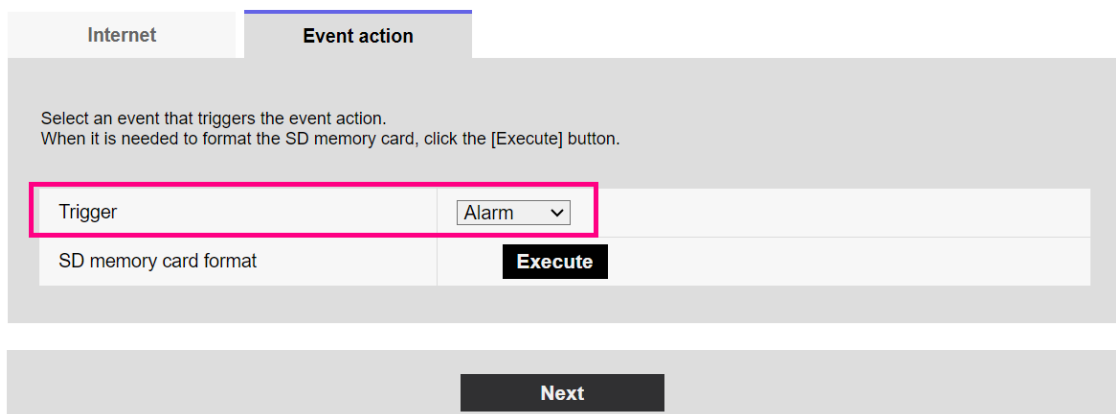 Internet
Event action
Select an event that triggers the event action.
When it is needed to format the SD memory card, click the [Execute] button.
Trigger
Alarm
SD memory card format
Execute
Next